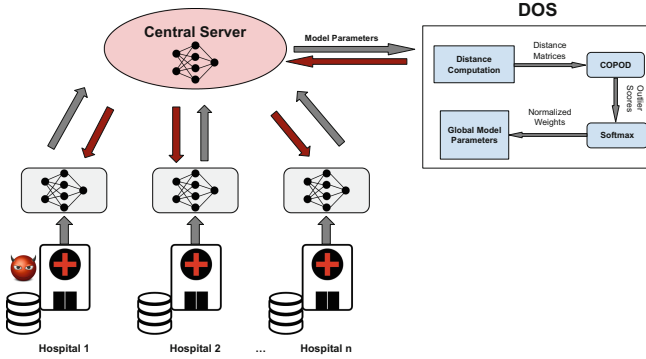 DOS
Central Server
Model Parameters
Distance
Computation
Distance
Matrices
COPOD
Outlier
Scores
Normalized
Weights
Global Model
Parameters
Softmax
Hospital 1
Hospital 2
...
Hospital n